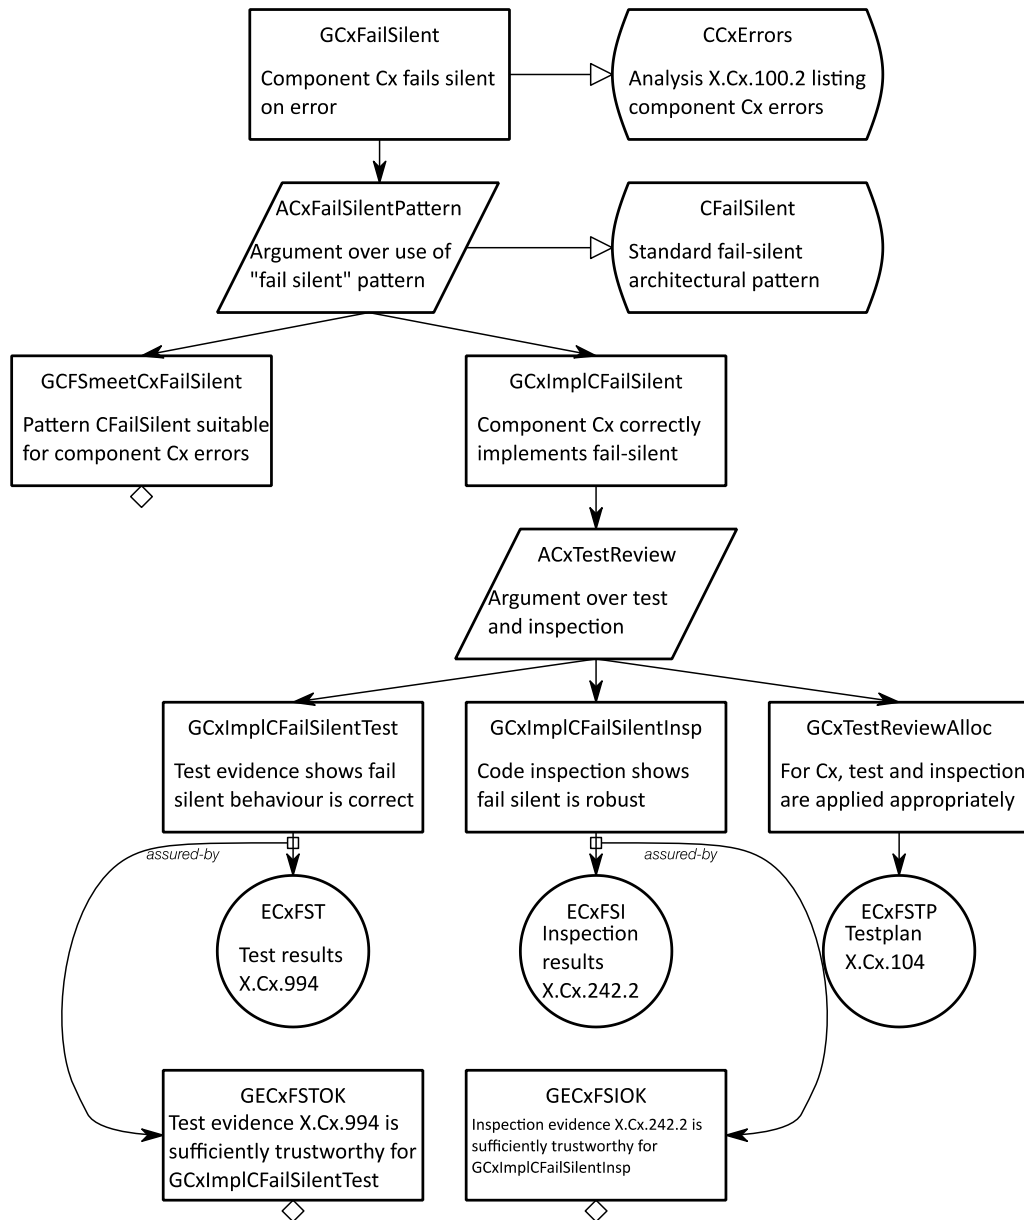 GCxFailSilent
Component Cx fails silent
on error
CCxErrors
Analysis X.Cx.100.2 listing
component Cx errors
ACxFailSilentPattern
Argument over use of
"fail silent" pattern
CFailSilent
Standard fail-silent
architectural pattern
GCFSmeetCxFailSilent
Pattern CFailSilent suitable
for component Cx errors
GCxImplCFailSilent
Component Cx correctly
implements fail-silent
ACxTestReview
Argument over test
and inspection
GCxImplCFailSilentTest
Test evidence shows fail
silent behaviour is correct
GCxImplCFailSilentInsp
Code inspection shows
fail silent is robust
GCxTestReviewAlloc
For Cx, test and inspection
are applied appropriately
assured-by
assured-by
ECxFST
Test results
X.Cx.994
ECxFSI
Inspection
results
X.Cx.242.2
ECxFSTP
Testplan
X.Cx.104
GECxFSTOK
Test evidence X.Cx.994 is
sufficiently trustworthy for
GCxImplCFailSilentTest
GECxFSIOK
Inspection evidence X.Cx.242.2 is
sufficiently trustworthy for
GCxImplCFailSilentInsp